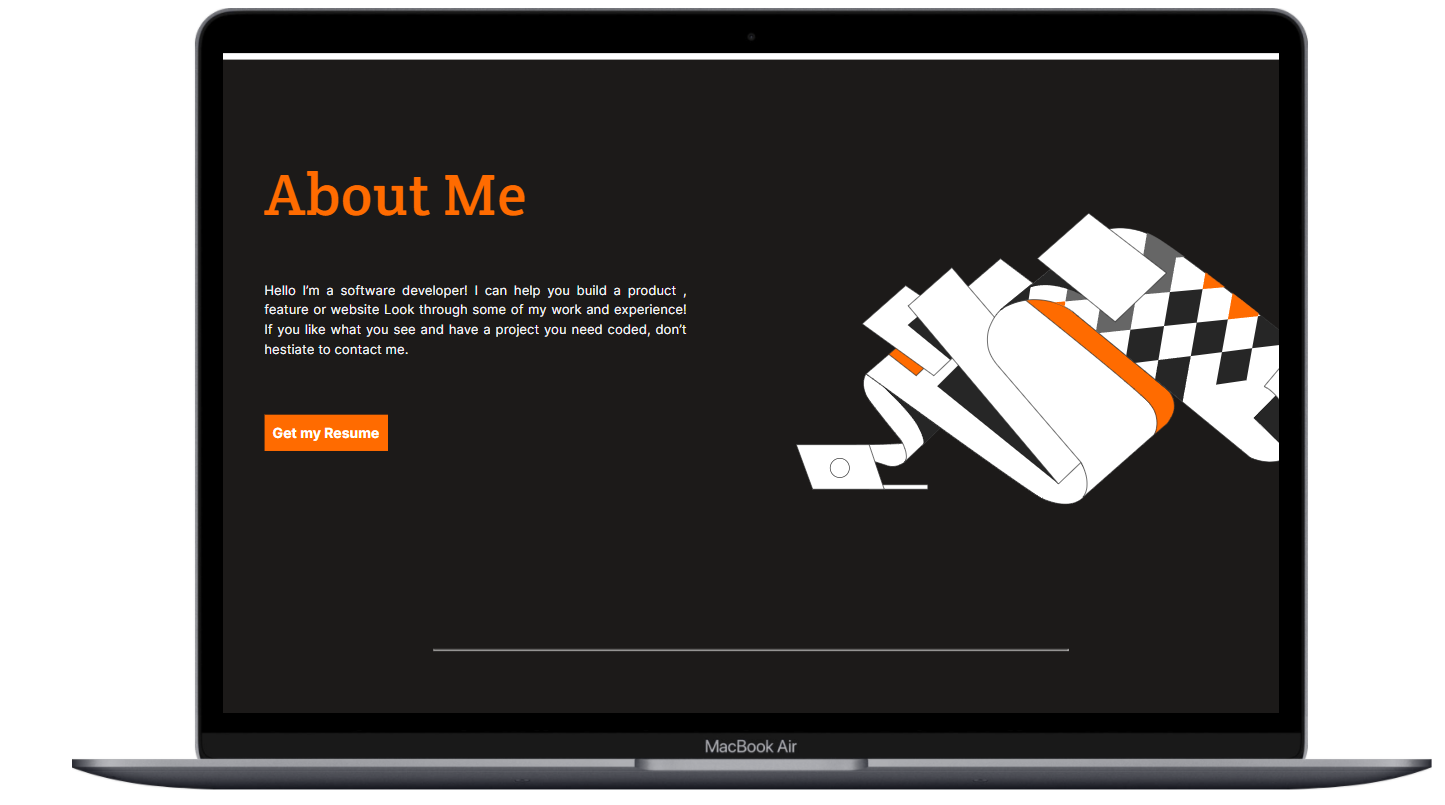 About Me
Hello I'm a software developer! I can help you build a product ,
feature or website Look through some of my work and experience!
If you like what you see and have a project you need coded, don't
hestiate to contact me.
Get my Resume
MacBook Air